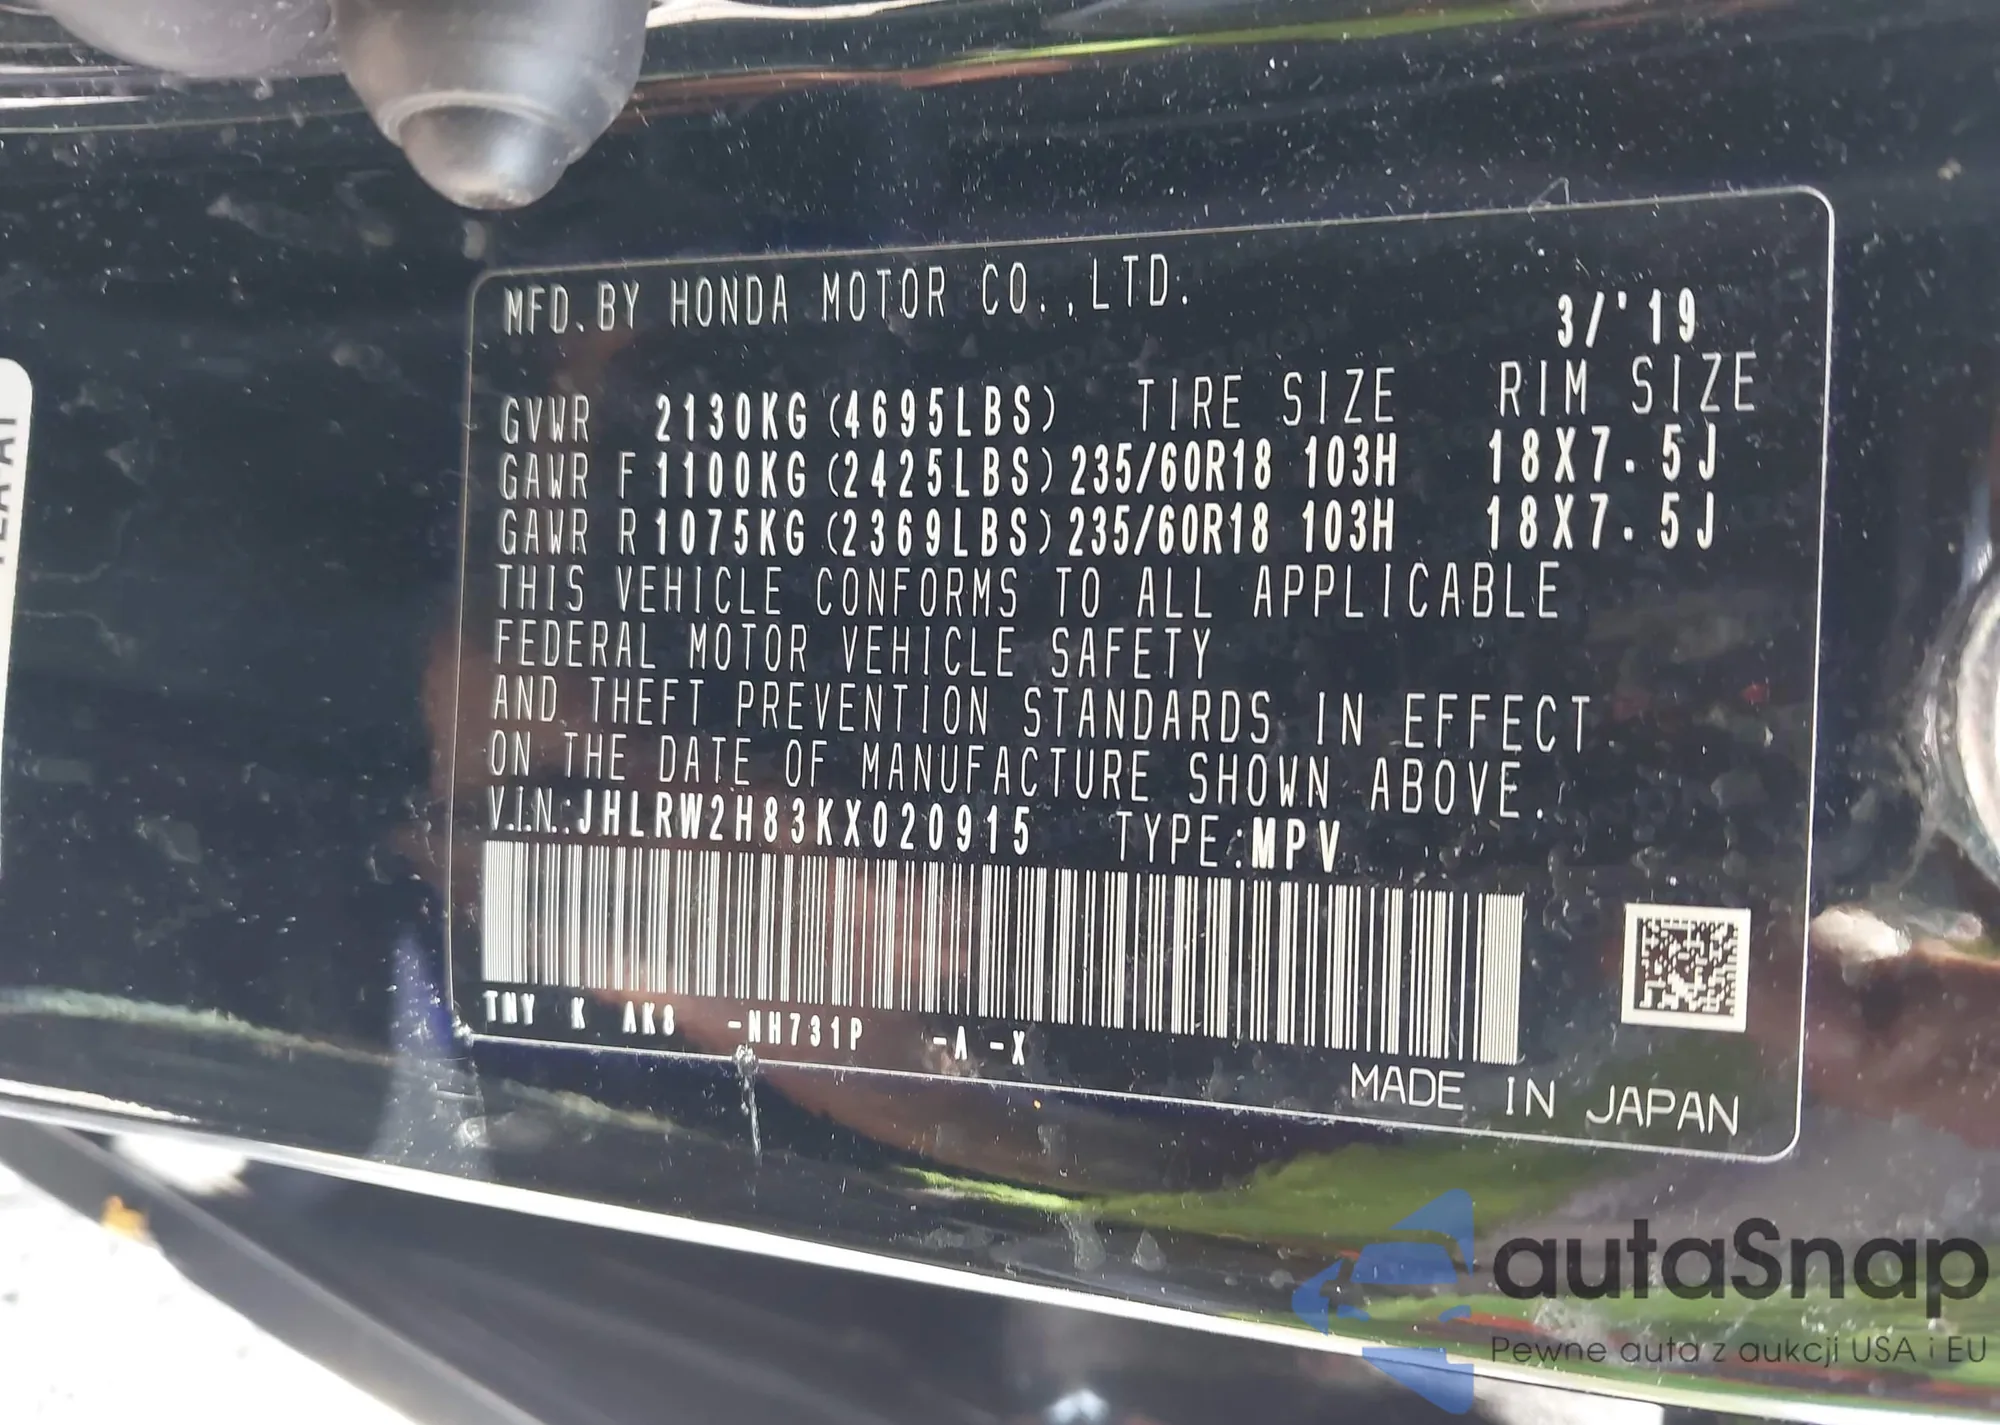 MFD. BY HONDA MOTOR CO., LTD.
3/'19
GVWR 2130KG (4695LBS) TIRE SIZE RIM SIZE
GAWR F 1100KG (2425LBS) 235/60R18 103H 18X7.5J
GAWR R 1075KG (2369LBS) 235/60R18 103H 18X7.5J
THIS VEHICLE CONFORMS TO ALL APPLICABLE
FEDERAL MOTOR VEHICLE SAFETY
AND THEFT PREVENTION STANDARDS IN EFFECT
ON THE DATE OF MANUFACTURE SHOWN ABOVE.
V.I.N.: JHLRW2H83KX020915 TYPE: MPV
TNY K AK8 -NH731P -A -X
MADE IN JAPAN
autaSnap
Pewne auta z aukcji USA i EU